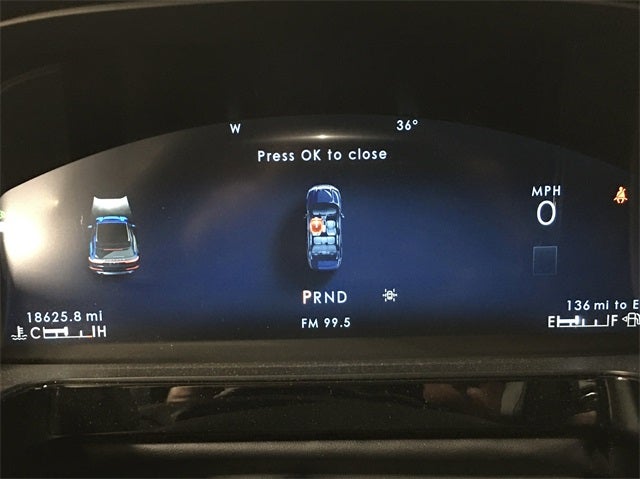 W 36°
Press OK to close
MPH
0
PRND
18625.8 mi
136 mi to E
C H
FM 99.5
E F